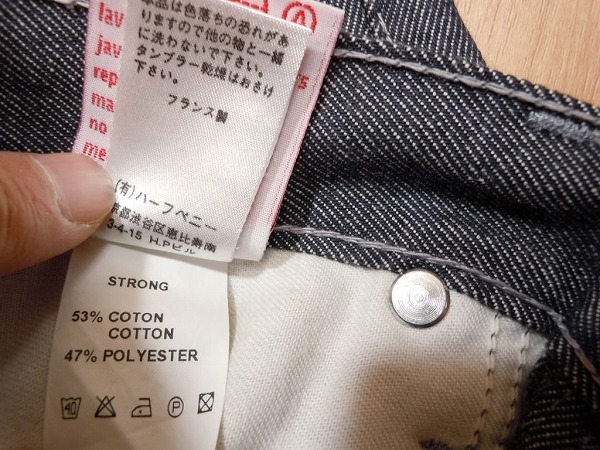 lav
jav
rep
ma
no
me
本品は色落ちの恐れがあ
りますので他の物と一緒
に洗わないで下さい。
タンブラー乾燥はおさけ
下さい。
フランス製
(有)ハーフペニー
京都渋谷区恵比寿南
3-4-15 H.Pビル
STRONG
53% COTON
COTTON
47% POLYESTER
40 P